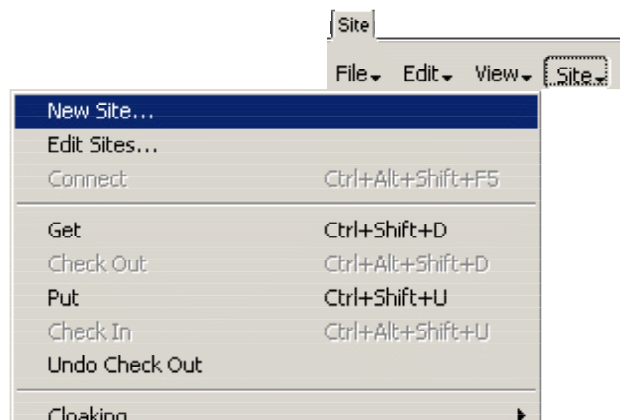 Site
File Edit View Site
New Site...
Edit Sites...
Connect Ctrl+Alt+Shift+F5
Get Ctrl+Shift+D
Check Out Ctrl+Alt+Shift+D
Put Ctrl+Shift+U
Check In Ctrl+Alt+Shift+U
Undo Check Out
Cloaking